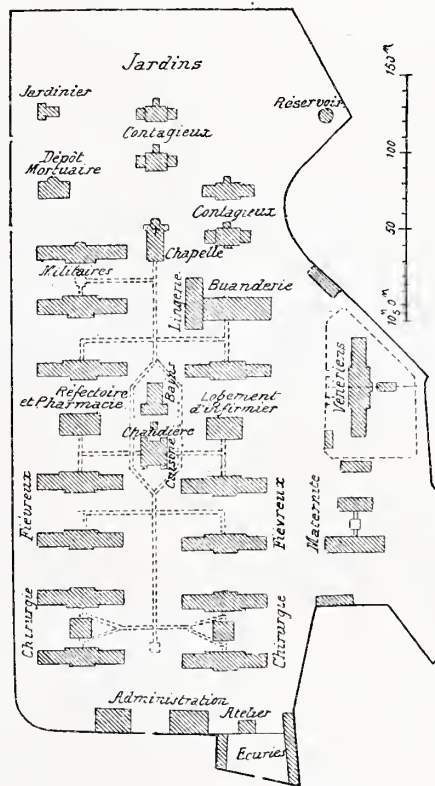 Jardins
Jardinier
Contagieux
Réservoir
Dépôt
Mortuaire
Contagieux
Chapelle
Militaires
Lingerie
Buanderie
Réfectoire
et Pharmacie
Bains
Logement
d'Infirmier
Chaudière
Cuisine
Vénériens
Fiévreux
Fiévreux
Maternité
Chirurgie
Chirurgie
Administration
Atelier
Ecuries
150 m
100
50
0 m